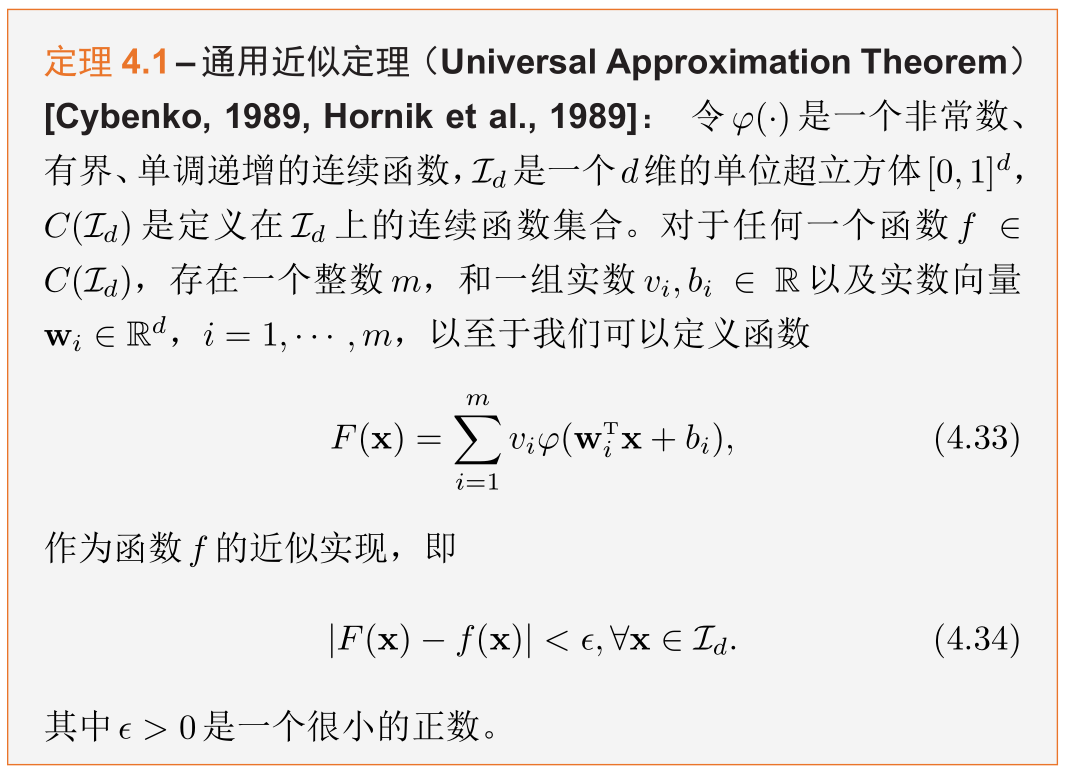 定理 4.1 – 通用近似定理（Universal Approximation Theorem）
[Cybenko, 1989, Hornik et al., 1989]： 令 φ(·) 是一个非常数、
有界、单调递增的连续函数，𝓘_d 是一个 d 维的单位超立方体 [0, 1]^d，
C(𝓘_d) 是定义在 𝓘_d 上的连续函数集合。对于任何一个函数 f ∈
C(𝓘_d)，存在一个整数 m，和一组实数 v_i, b_i ∈ ℝ 以及实数向量
𝐰_i ∈ ℝ^d，i = 1, ⋯ , m，以至于我们可以定义函数
F(𝐱) = ∑_{i=1}^{m} v_i φ(𝐰_i^T 𝐱 + b_i), (4.33)
作为函数 f 的近似实现，即
|F(𝐱) − f(𝐱)| < ϵ, ∀𝐱 ∈ 𝓘_d. (4.34)
其中 ϵ > 0 是一个很小的正数。